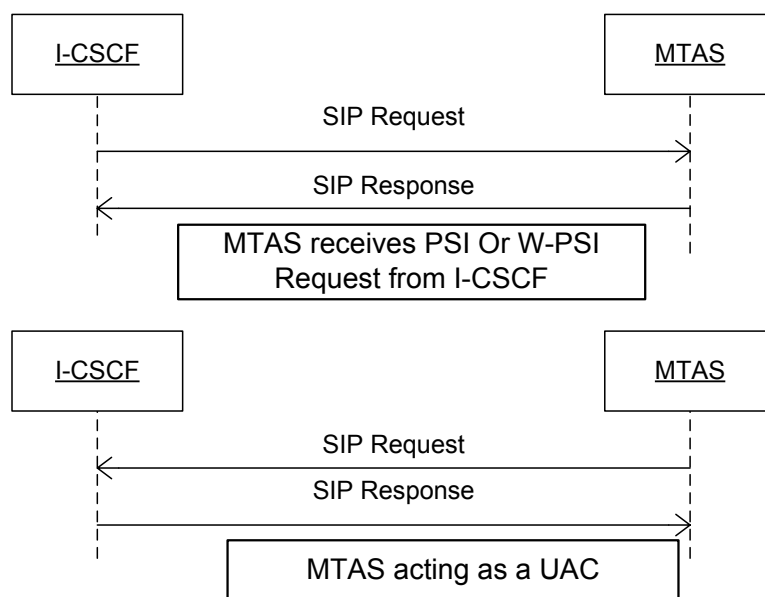 I-CSCF
MTAS
SIP Request
SIP Response
MTAS receives PSI Or W-PSI
Request from I-CSCF
I-CSCF
MTAS
SIP Request
SIP Response
MTAS acting as a UAC